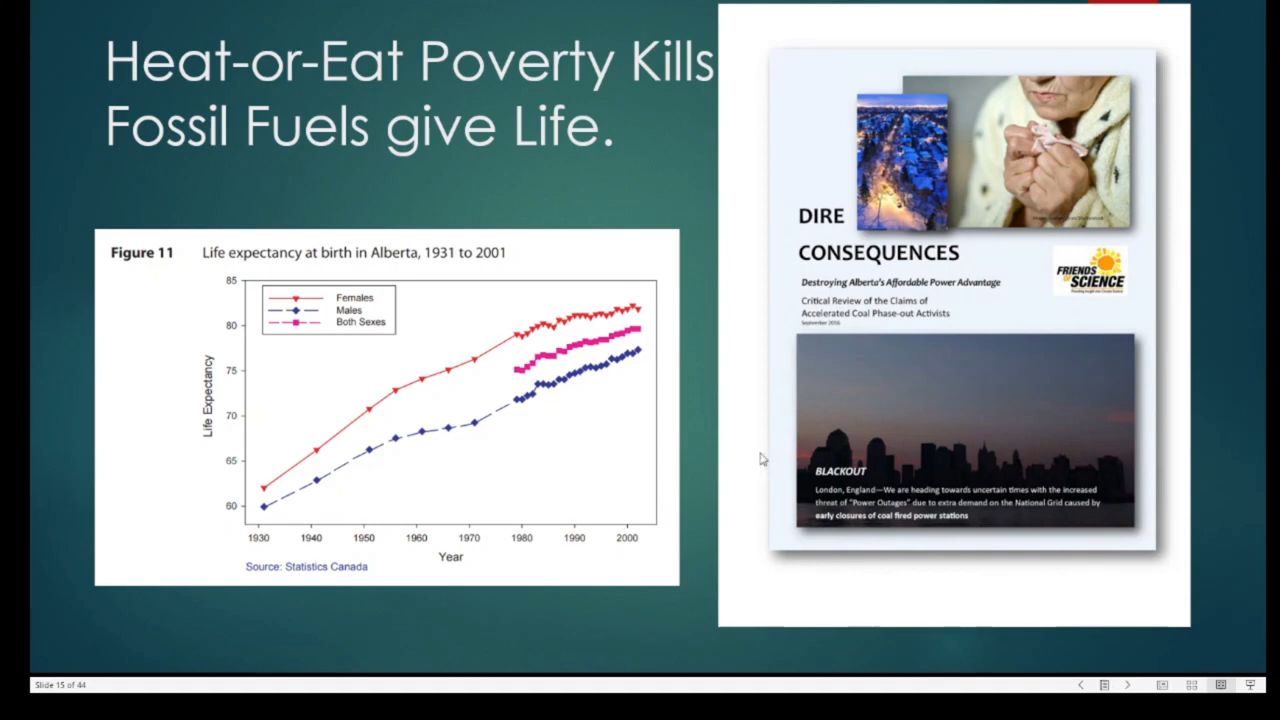 Heat-or-Eat Poverty Kills
Fossil Fuels give Life.
Figure 11 Life expectancy at birth in Alberta, 1931 to 2001
85
80
75
70
65
60
Life Expectancy
Females
Males
Both Sexes
1930 1940 1950 1960 1970 1980 1990 2000
Year
Source: Statistics Canada
DIRE
CONSEQUENCES
FRIENDS
OF
SCIENCE
Destroying Alberta's Affordable Power Advantage
Critical Review of the Claims of
Accelerated Coal Phase-out Activists
September 2016
BLACKOUT
London, England—We are heading towards uncertain times with the increased
threat of "Power Outages" due to extra demand on the National Grid caused by
early closures of coal fired power stations
Slide 15 of 44